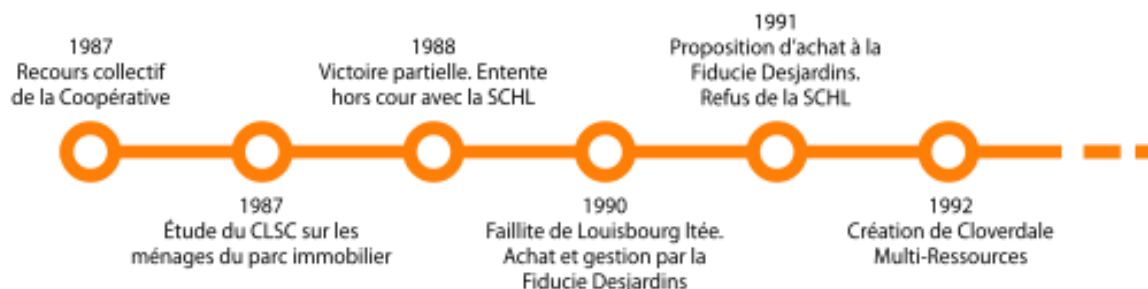 1987
Recours collectif
de la Coopérative
1987
Étude du CLSC sur les
ménages du parc immobilier
1988
Victoire partielle. Entente
hors cour avec la SCHL
1990
Faillite de Louisbourg ltée.
Achat et gestion par la
Fiducie Desjardins
1991
Proposition d'achat à la
Fiducie Desjardins.
Refus de la SCHL
1992
Création de Cloverdale
Multi-Ressources